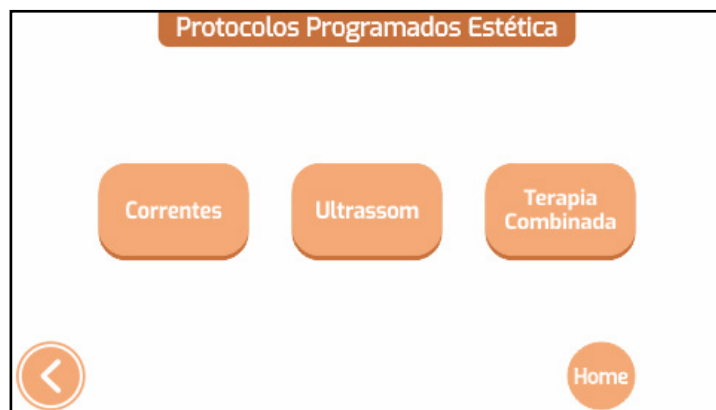 Protocolos Programados Estética
Correntes
Ultrassom
Terapia
Combinada
Home